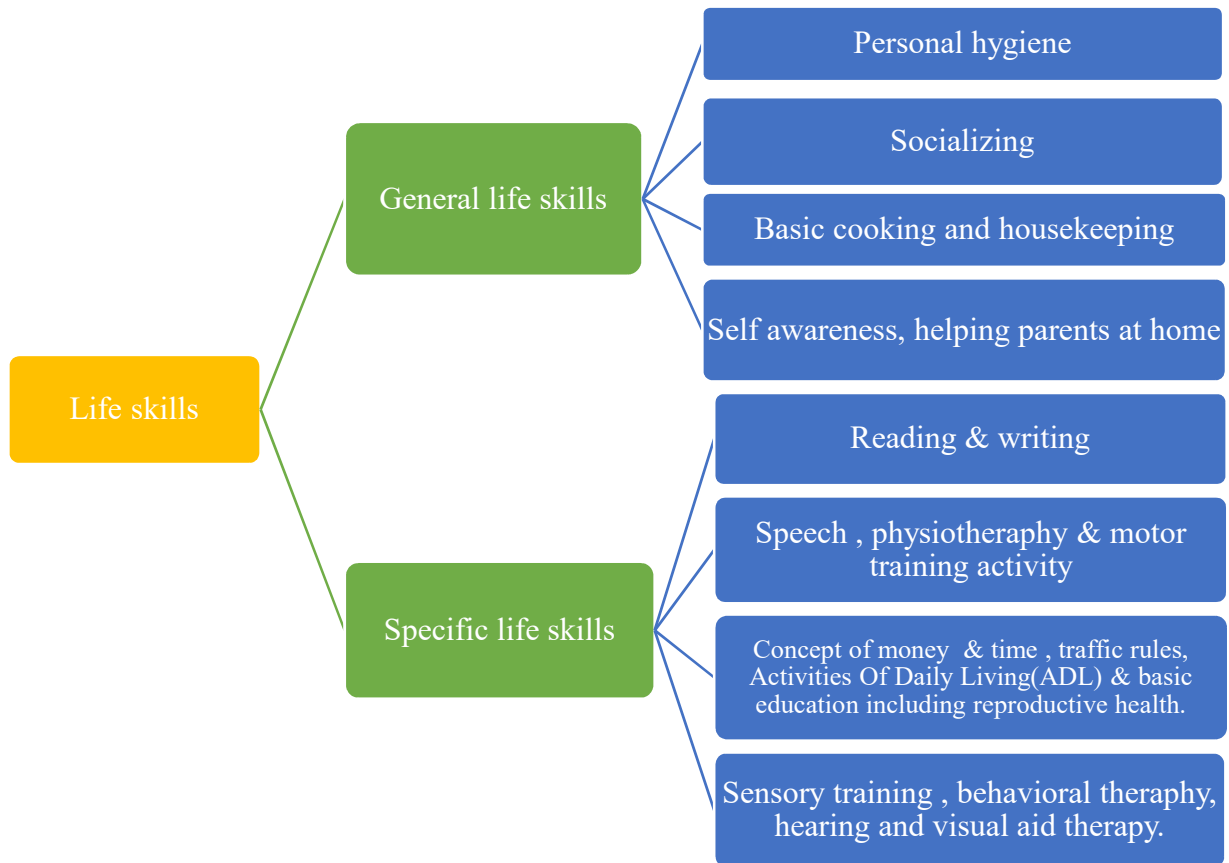 Life skills
General life skills
Personal hygiene
Socializing
Basic cooking and housekeeping
Self awareness, helping parents at home
Specific life skills
Reading & writing
Speech , physiotheraphy & motor
training activity
Concept of money & time , traffic rules,
Activities Of Daily Living(ADL) & basic
education including reproductive health.
Sensory training , behavioral theraphy,
hearing and visual aid therapy.